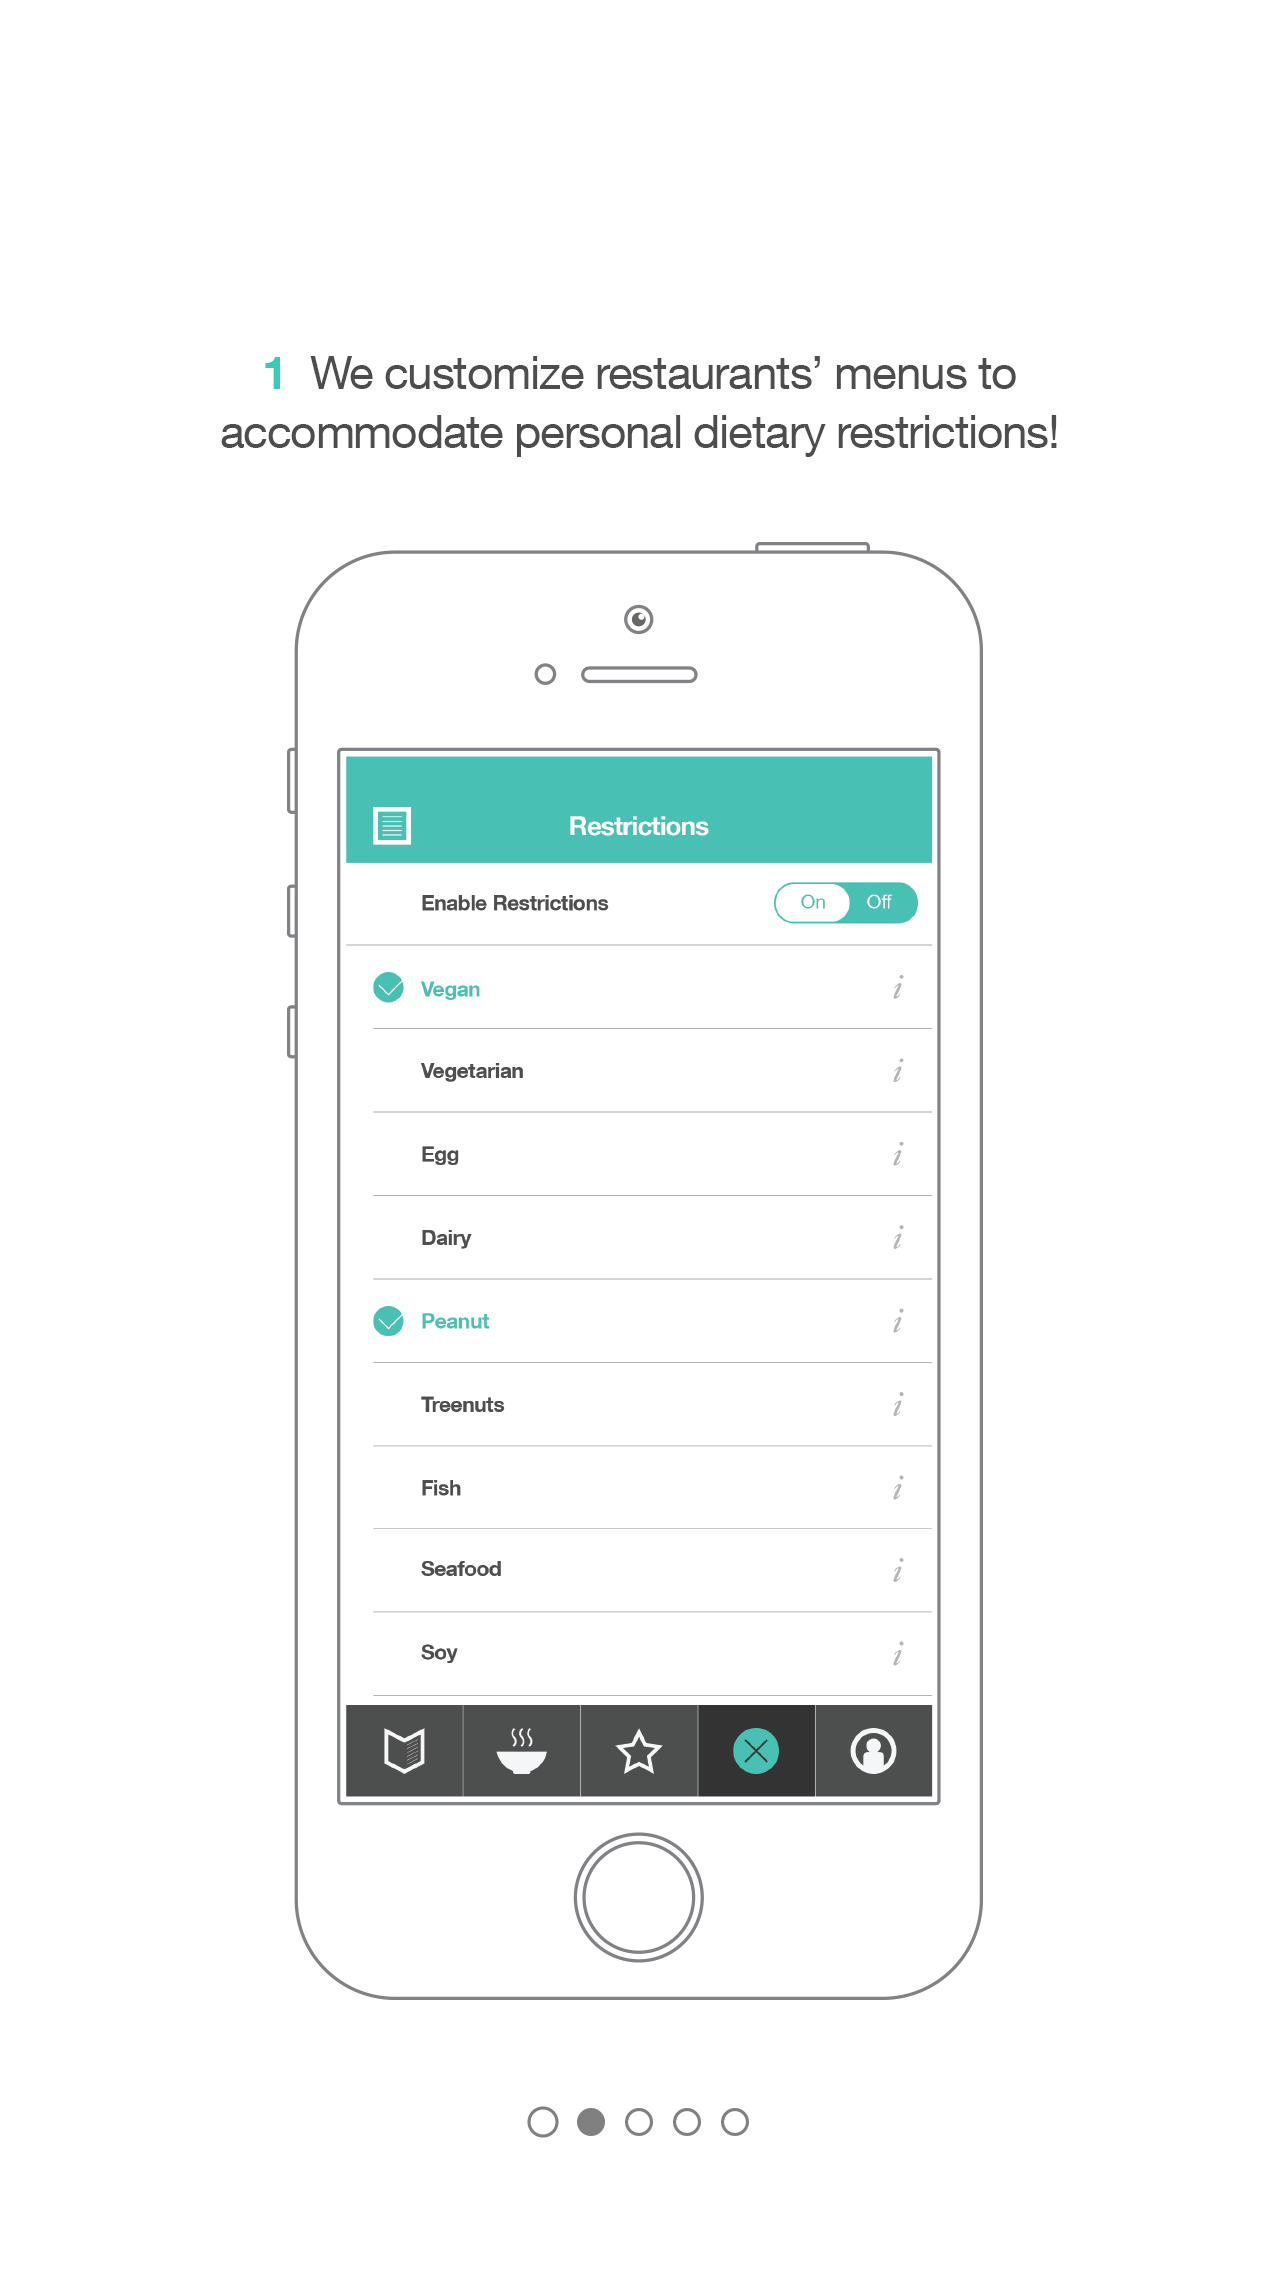 1 We customize restaurants’ menus to
accommodate personal dietary restrictions!
Restrictions
Enable Restrictions On Off
Vegan i
Vegetarian i
Egg i
Dairy i
Peanut i
Treenuts i
Fish i
Seafood i
Soy i